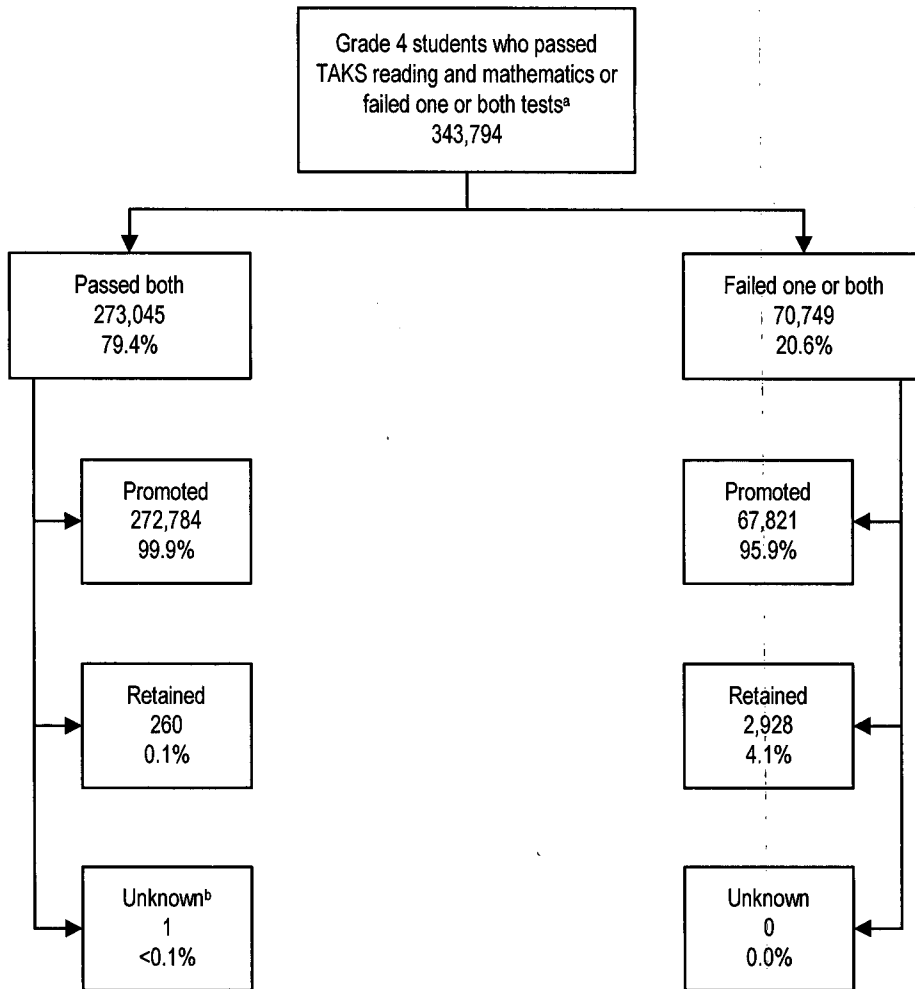 Grade 4 students who passed
TAKS reading and mathematics or
failed one or both testsᵃ
343,794
Passed both
273,045
79.4%
Failed one or both
70,749
20.6%
Promoted
272,784
99.9%
Promoted
67,821
95.9%
Retained
260
0.1%
Retained
2,928
4.1%
Unknownᵇ
1
<0.1%
Unknown
0
0.0%